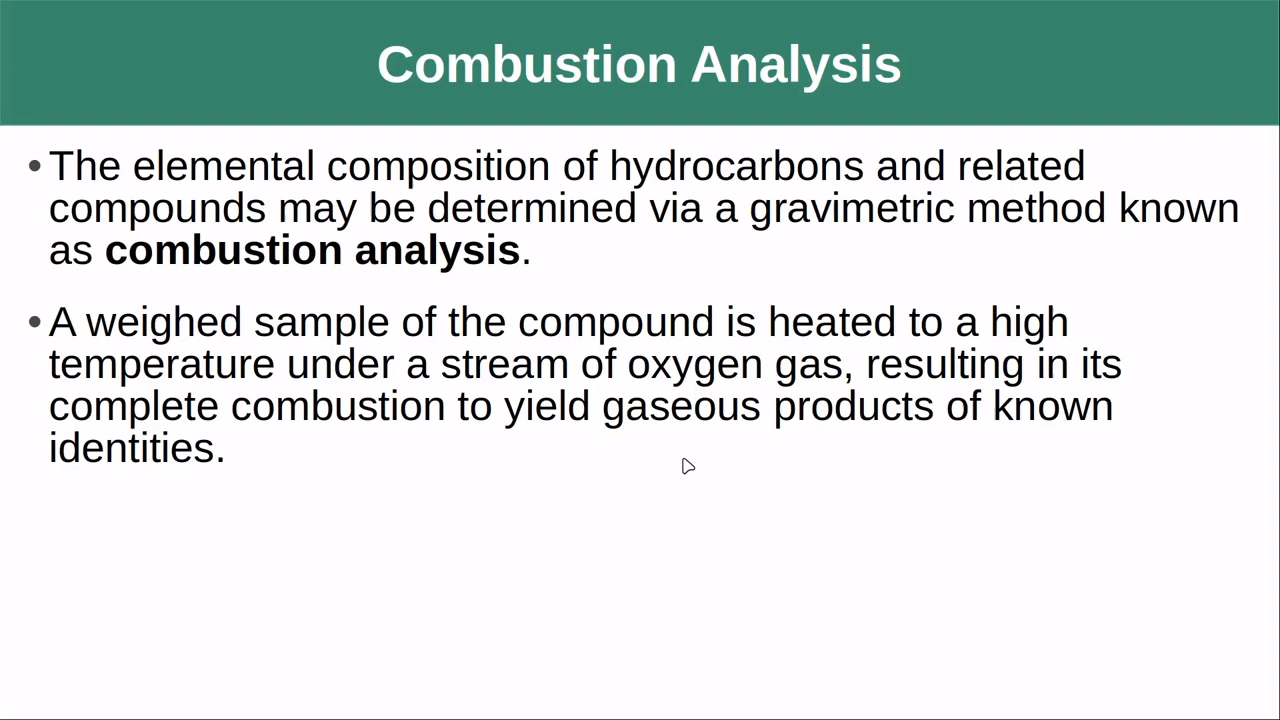 Combustion Analysis
• The elemental composition of hydrocarbons and related
compounds may be determined via a gravimetric method known
as combustion analysis.
• A weighed sample of the compound is heated to a high
temperature under a stream of oxygen gas, resulting in its
complete combustion to yield gaseous products of known
identities.